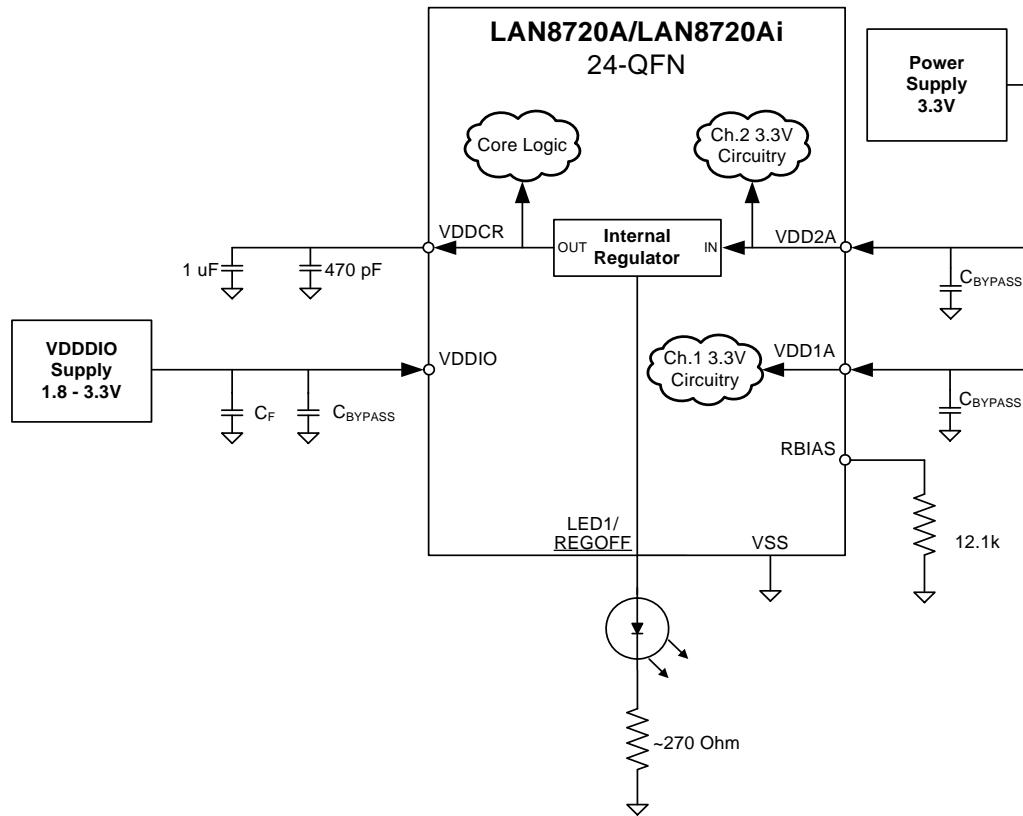 LAN8720A/LAN8720Ai
24-QFN
Power
Supply
3.3V
Core Logic
Ch.2 3.3V
Circuitry
VDDCR
OUT
Internal
Regulator
IN
VDD2A
1 uF
470 pF
CBYPASS
VDDDIO
Supply
1.8 - 3.3V
VDDIO
Ch.1 3.3V
Circuitry
VDD1A
CF
CBYPASS
CBYPASS
RBIAS
LED1/
REGOFF
VSS
12.1k
~270 Ohm